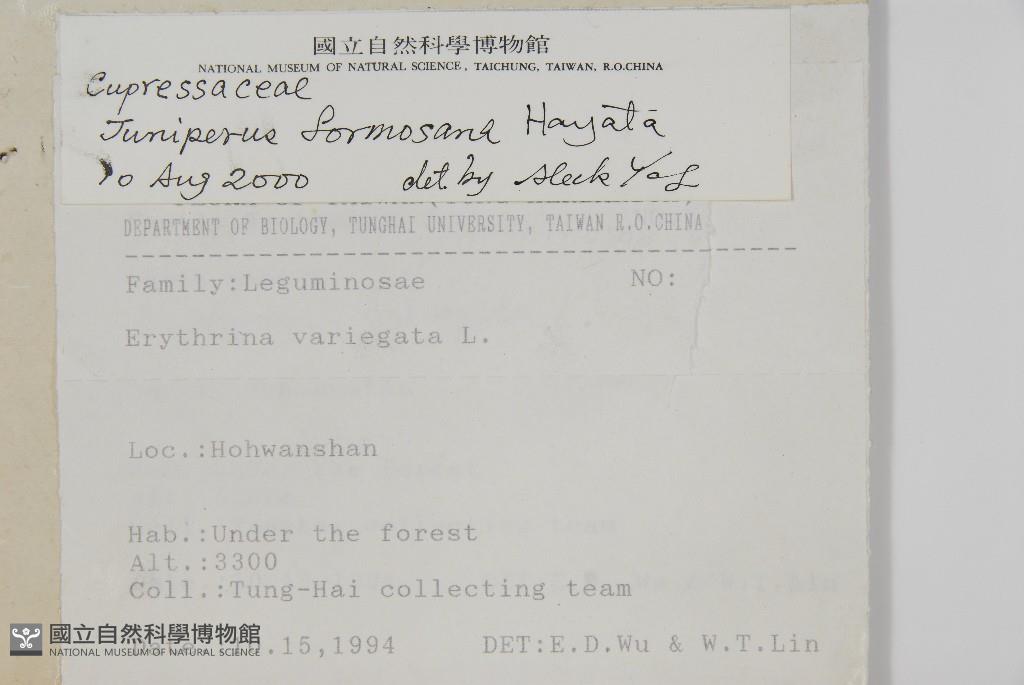 國立自然科學博物館
NATIONAL MUSEUM OF NATURAL SCIENCE, TAICHUNG, TAIWAN, R.O.CHINA
Cupressaceae
Juniperus formosana Hayata
Aug 2000 det. by Aleck
DEPARTMENT OF BIOLOGY, TUNGHAI UNIVERSITY, TAIWAN R.O.CHINA
Family:Leguminosae NO:
Erythrina variegata L.
Loc.:Hohwanshan
Hab.:Under the forest
Alt.:3300
Coll.:Tung-Hai collecting team
.15,1994 DET:E.D.Wu & W.T.Lin
國立自然科學博物館
NATIONAL MUSEUM OF NATURAL SCIENCE